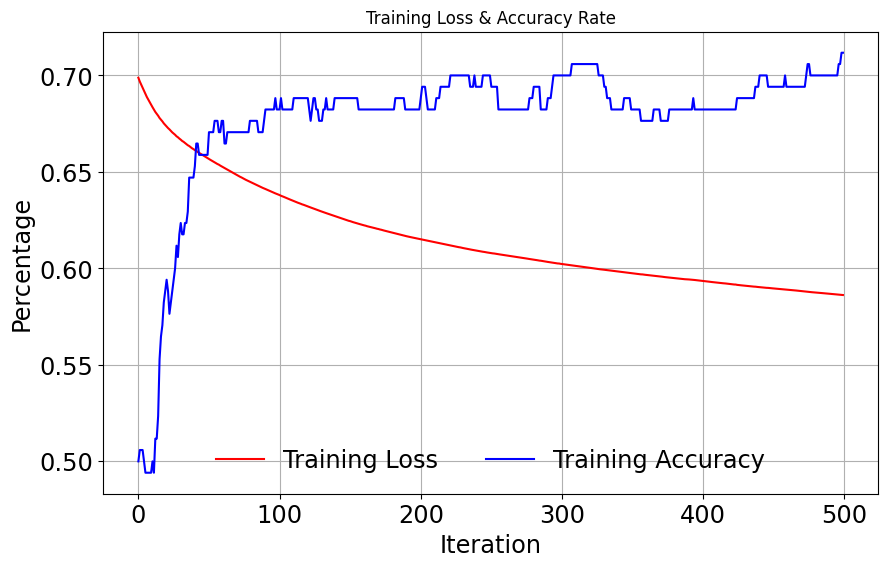 Training Loss & Accuracy Rate
Percentage
0.70
0.65
0.60
0.55
0.50
Training Loss Training Accuracy
0 100 200 300 400 500
Iteration